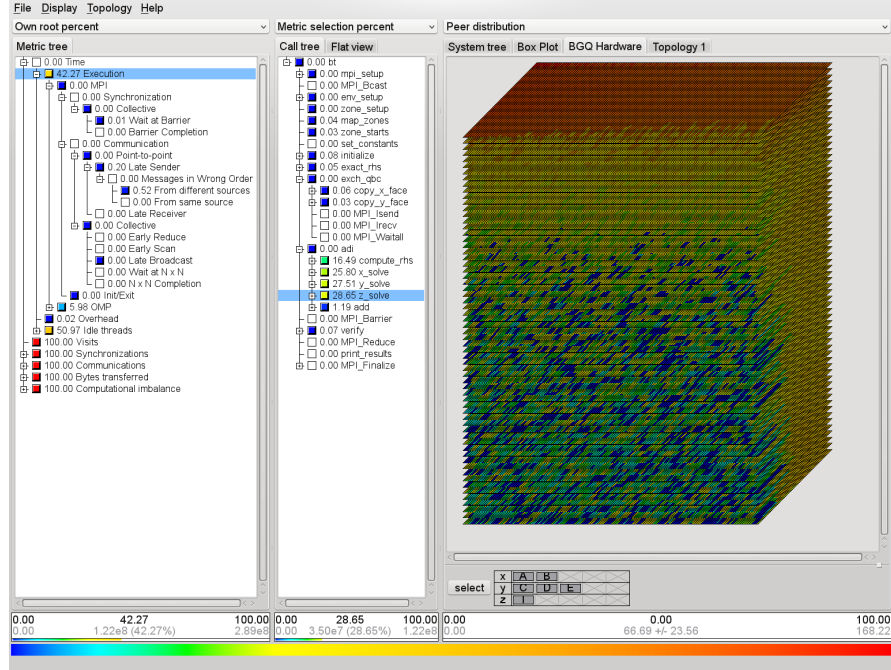 File Display Topology Help
Own root percent
Metric selection percent
Peer distribution
Metric tree
Call tree Flat view
System tree Box Plot BGQ Hardware Topology 1
0.00 Time
42.27 Execution
0.00 MPI
0.00 Synchronization
0.00 Collective
0.01 Wait at Barrier
0.00 Barrier Completion
0.00 Communication
0.00 Point-to-point
0.20 Late Sender
0.00 Messages in Wrong Order
0.52 From different sources
0.00 From same source
0.00 Late Receiver
0.00 Collective
0.00 Early Reduce
0.00 Early Scan
0.00 Late Broadcast
0.00 Wait at N x N
0.00 N x N Completion
0.00 Init/Exit
5.98 OMP
0.02 Overhead
50.97 Idle threads
100.00 Visits
100.00 Synchronizations
100.00 Communications
100.00 Bytes transferred
100.00 Computational imbalance
0.00 bt
0.00 mpi_setup
0.00 MPI_Bcast
0.00 env_setup
0.00 zone_setup
0.04 map_zones
0.03 zone_starts
0.00 set_constants
0.08 initialize
0.05 exact_rhs
0.00 exch_qbc
0.06 copy_x_face
0.03 copy_y_face
0.00 MPI_Isend
0.00 MPI_Irecv
0.00 MPI_Waitall
0.00 adi
16.49 compute_rhs
25.80 x_solve
27.51 y_solve
28.65 z_solve
1.19 add
0.00 MPI_Barrier
0.07 verify
0.00 MPI_Reduce
0.00 print_results
0.00 MPI_Finalize
select
x A B
y C D E
z I
0.00 42.27 100.00
0.00 1.22e8 (42.27%) 2.89e8
0.00 28.65 100.00
0.00 3.50e7 (28.65%) 1.22e8
0.00 0.00 100.00
0.00 66.69 +/- 23.56 168.22